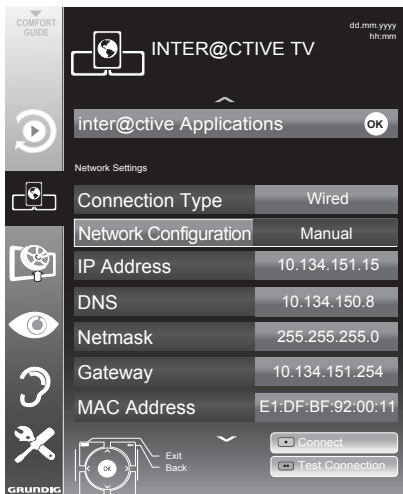 COMFORT
GUIDE
dd.mm.yyyy
hh:mm
INTER@CTIVE TV
inter@ctive Applications OK
Network Settings
Connection Type Wired
Network Configuration Manual
IP Address 10.134.151.15
DNS 10.134.150.8
Netmask 255.255.255.0
Gateway 10.134.151.254
MAC Address E1:DF:BF:92:00:11
OK
Exit
Back
Connect
Test Connection
GRUNDIG